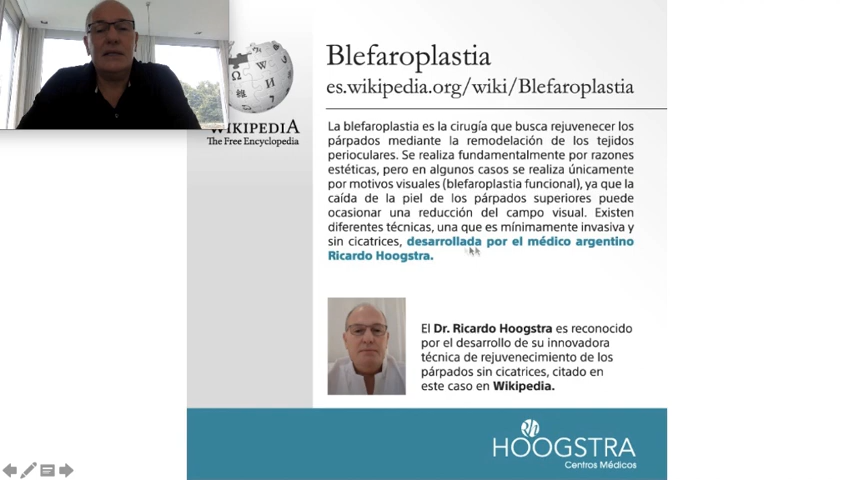 WIKIPEDIA
The Free Encyclopedia
Blefaroplastia
es.wikipedia.org/wiki/Blefaroplastia
La blefaroplastia es la cirugía que busca rejuvenecer los
párpados mediante la remodelación de los tejidos
perioculares. Se realiza fundamentalmente por razones
estéticas, pero en algunos casos se realiza únicamente
por motivos visuales (blefaroplastia funcional), ya que la
caída de la piel de los párpados superiores puede
ocasionar una reducción del campo visual. Existen
diferentes técnicas, una que es mínimamente invasiva y
sin cicatrices, desarrollada por el médico argentino
Ricardo Hoogstra.
El Dr. Ricardo Hoogstra es reconocido
por el desarrollo de su innovadora
técnica de rejuvenecimiento de los
párpados sin cicatrices, citado en
este caso en Wikipedia.
HOOGSTRA
Centros Médicos